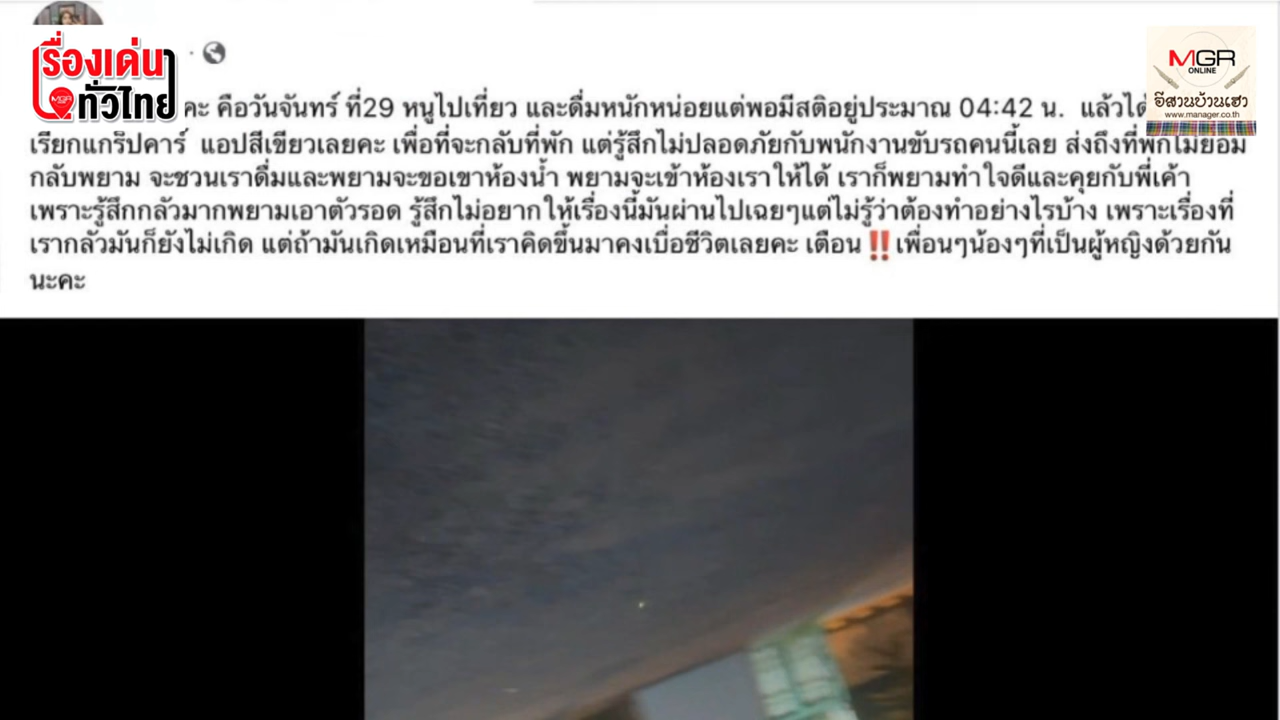 เรื่องเด่น
ทั่วไทย
MGR
MGR
ONLINE
อีสานบ้านเฮา
www.manager.co.th
คะ คือวันจันทร์ ที่29 หนูไปเที่ยว และดื่มหนักหน่อยแต่พอมีสติอยู่ประมาณ 04:42 น. แล้วได้
เรียกแกร็ปคาร์ แอปสีเขียวเลยคะ เพื่อที่จะกลับที่พัก แต่รู้สึกไม่ปลอดภัยกับพนักงานขับรถคนนี้เลย ส่งถึงที่พักไม่ยอม
กลับพยาม จะชวนเราดื่มและพยามจะขอเขาห้องน้ำ พยามจะเข้าห้องเราให้ได้ เราก็พยามทำใจดีและคุยกับพี่เค้า
เพราะรู้สึกกลัวมากพยามเอาตัวรอด รู้สึกไม่อยากให้เรื่องนี้มันผ่านไปเฉยๆแต่ไม่รู้ว่าต้องทำอย่างไรบ้าง เพราะเรื่องที่
เรากลัวมันก็ยังไม่เกิด แต่ถ้ามันเกิดเหมือนที่เราคิดขึ้นมาคงเบื่อชีวิตเลยคะ เตือน‼️เพื่อนๆน้องๆที่เป็นผู้หญิงด้วยกัน
นะคะ